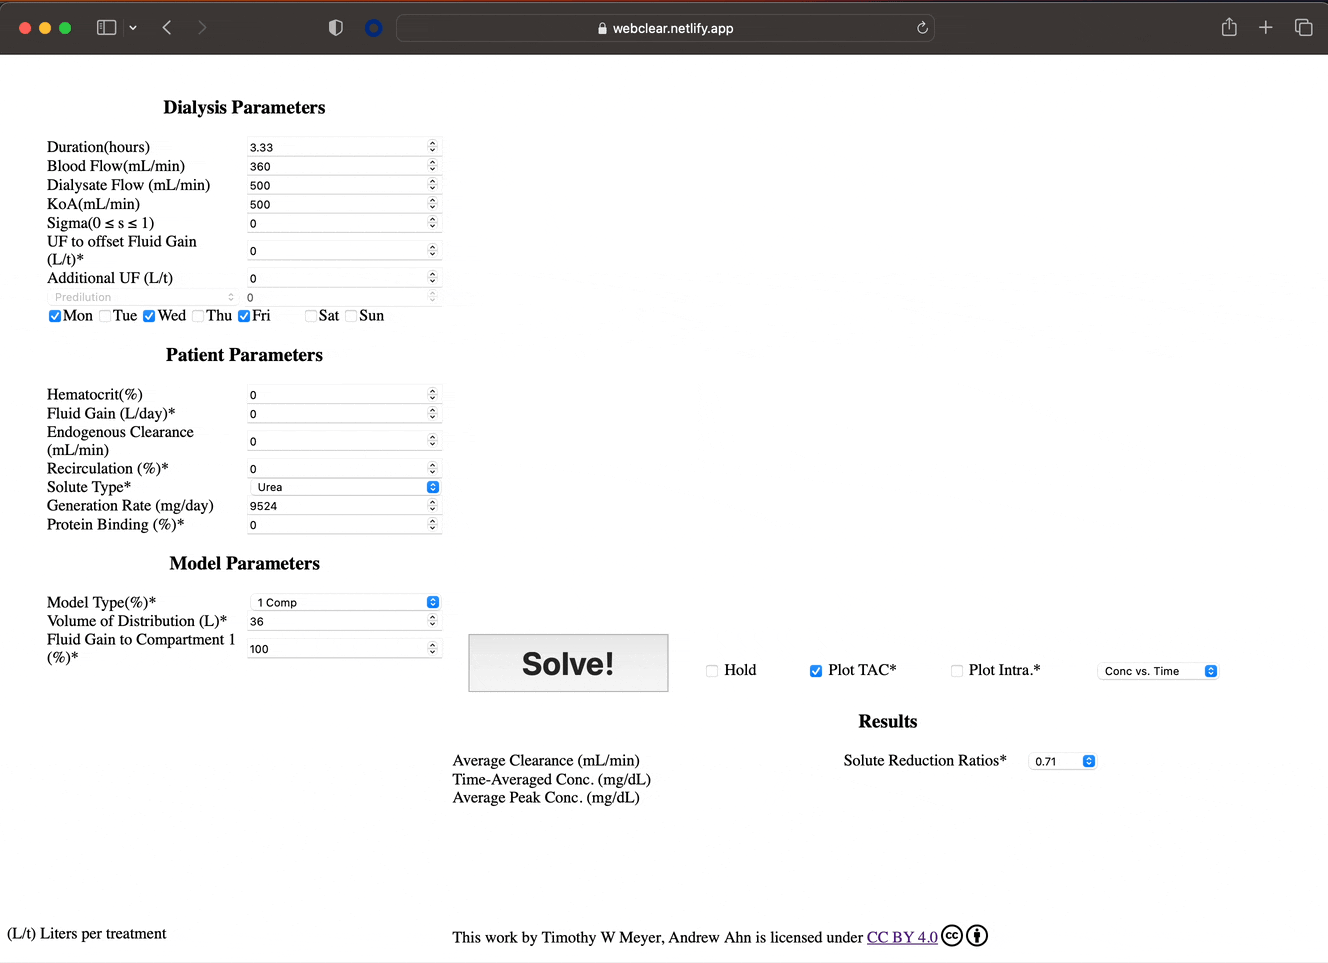 webclear.netlify.app
Dialysis Parameters
Duration(hours) 3.33
Blood Flow(mL/min) 360
Dialysate Flow (mL/min) 500
KoA(mL/min) 500
Sigma(0 ≤ s ≤ 1) 0
UF to offset Fluid Gain
(L/t)* 0
Additional UF (L/t) 0
Predilution 0
Mon Tue Wed Thu Fri Sat Sun
Patient Parameters
Hematocrit(%) 0
Fluid Gain (L/day)* 0
Endogenous Clearance
(mL/min) 0
Recirculation (%)* 0
Solute Type* Urea
Generation Rate (mg/day) 9524
Protein Binding (%)* 0
Model Parameters
Model Type(%)* 1 Comp
Volume of Distribution (L)* 36
Fluid Gain to Compartment 1
(%)* 100
Solve! Hold Plot TAC* Plot Intra.* Conc vs. Time
Results
Average Clearance (mL/min) Solute Reduction Ratios* 0.71
Time-Averaged Conc. (mg/dL)
Average Peak Conc. (mg/dL)
(L/t) Liters per treatment
This work by Timothy W Meyer, Andrew Ahn is licensed under CC BY 4.0 cc